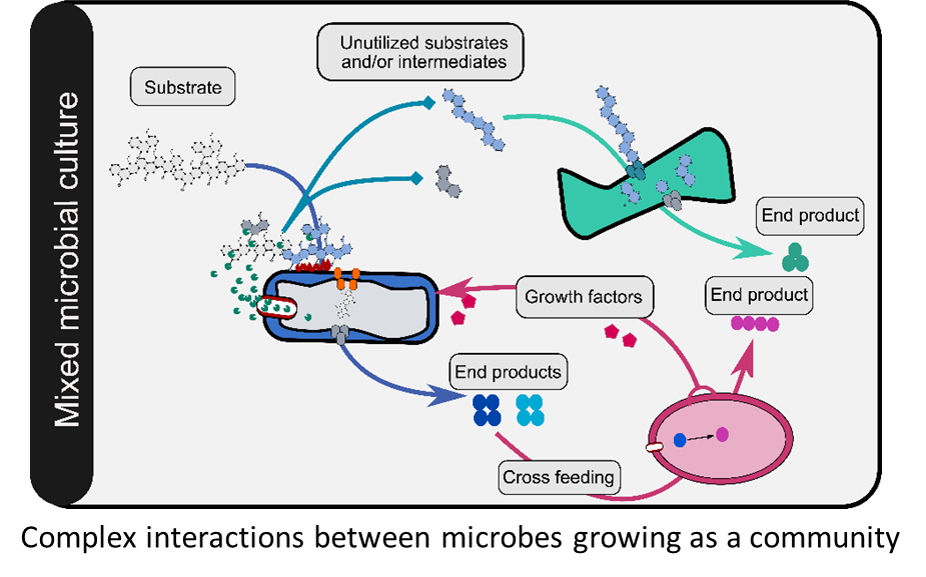 Mixed microbial culture
Unutilized substrates
and/or intermediates
Substrate
End product
Growth factors
End product
End products
Cross feeding
Complex interactions between microbes growing as a community